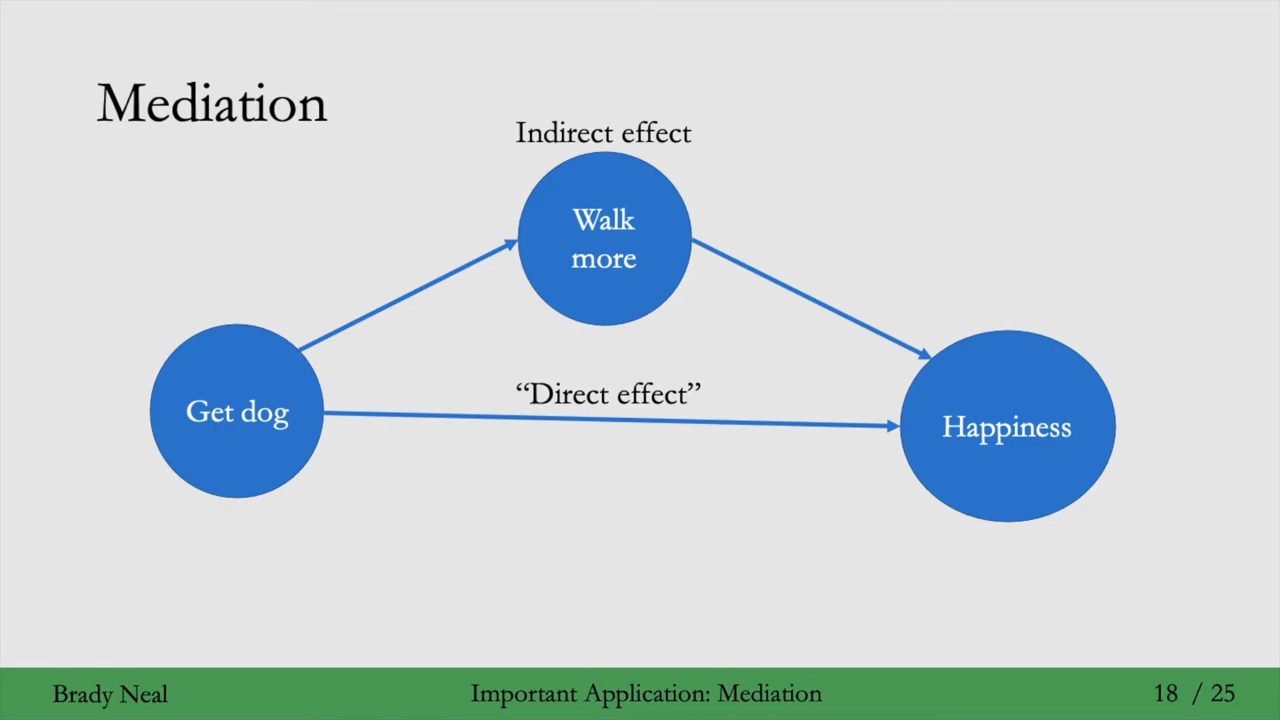 Mediation
Indirect effect
Walk
more
“Direct effect”
Get dog
Happiness
Brady Neal
Important Application: Mediation
18 / 25